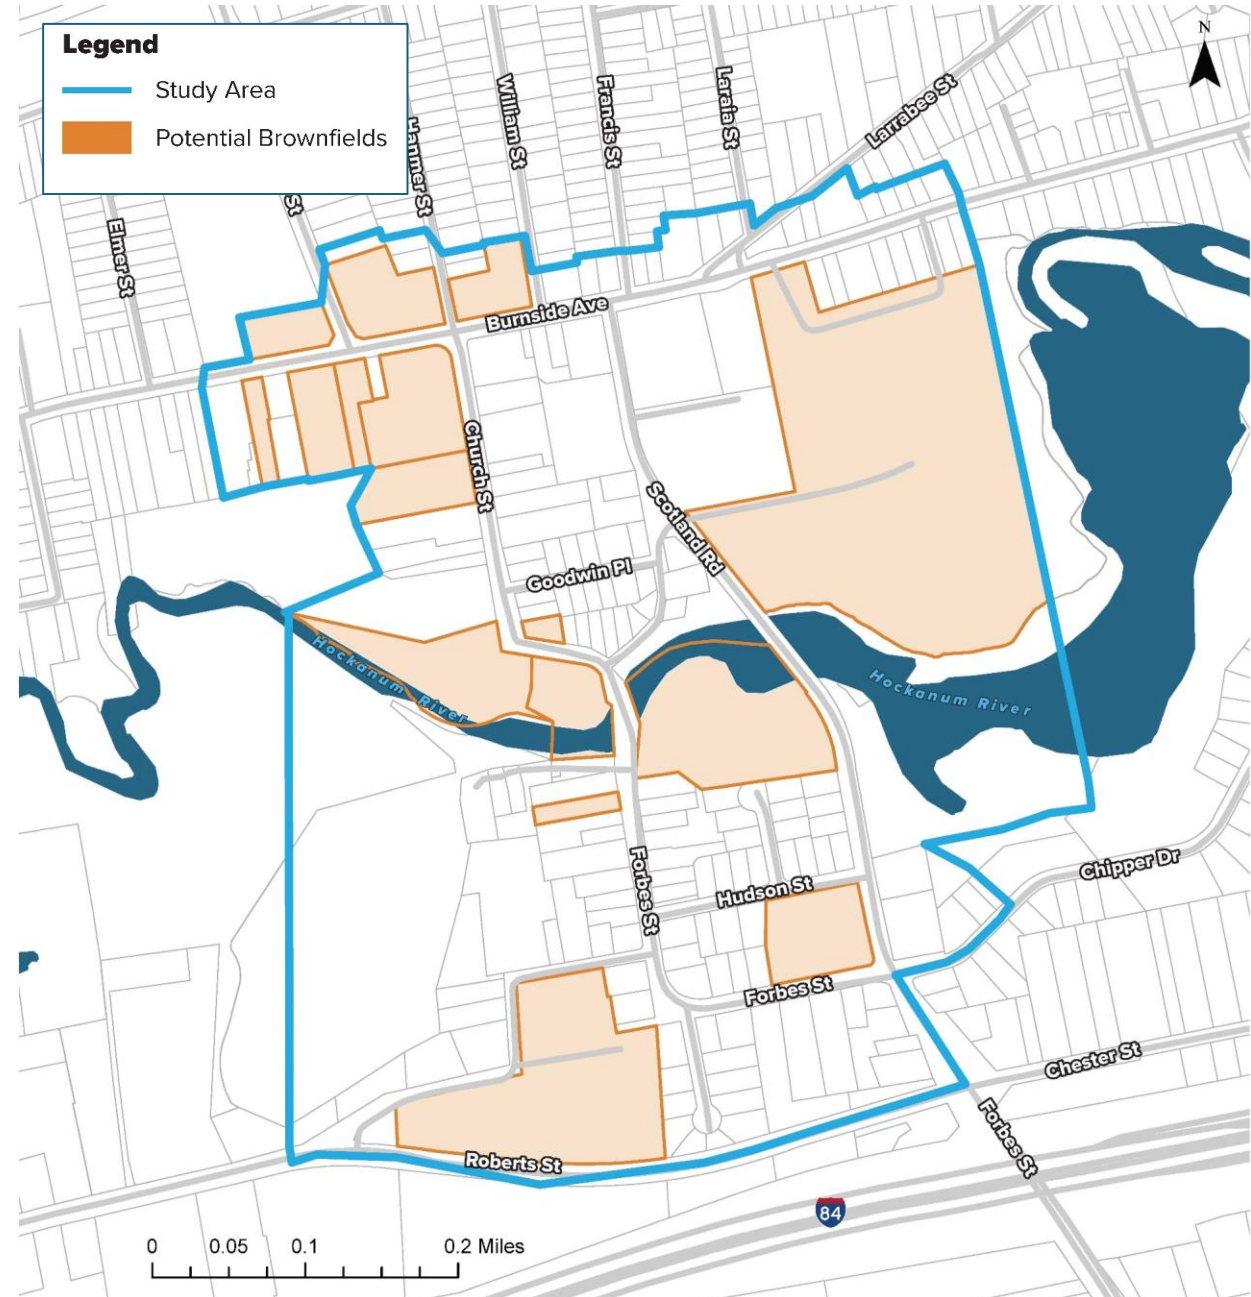 Legend
Study Area
Potential Brownfields
N
St
William St
Francis St
Laraia St
Larrabee St
Elmer St
Burnside Ave
Church St
Scotland Rd
Goodwin Pl
Hockanum River
Hockanum River
Forbes St
Hudson St
Chipper Dr
Forbes St
Chester St
Forbes St
Roberts St
84
0 0.05 0.1 0.2 Miles